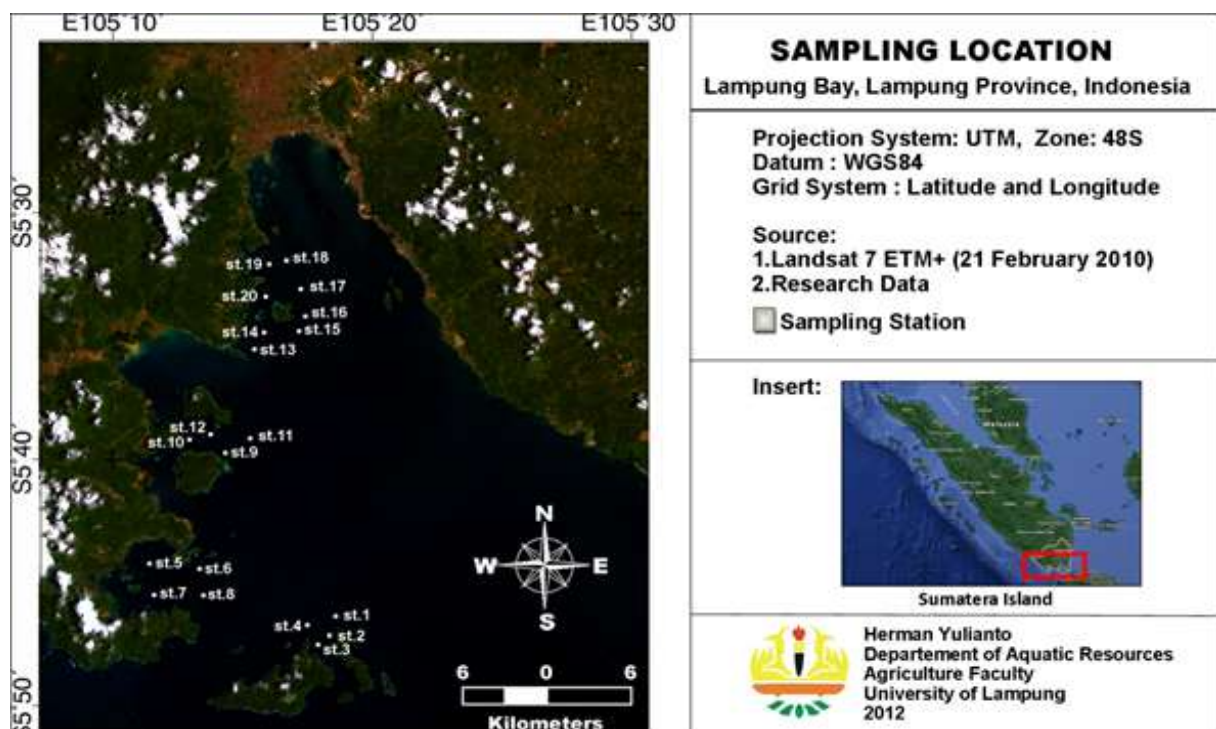 E105°10' E105°20' E105°30'
S5°30'
S5°40'
S5°50'
st.19 st.18
st.17
st.20
st.16
st.14 st.15
st.13
st.12
st.10 st.11
st.9
st.5 st.6
st.7 st.8
st.1
st.4
st.2
st.3
N
W E
S
6 0 6
Kilometers
SAMPLING LOCATION
Lampung Bay, Lampung Province, Indonesia
Projection System: UTM, Zone: 48S
Datum : WGS84
Grid System : Latitude and Longitude
Source:
1.Landsat 7 ETM+ (21 February 2010)
2.Research Data
Sampling Station
Insert:
Malaysia
Sumatera Island
Herman Yulianto
Departement of Aquatic Resources
Agriculture Faculty
University of Lampung
2012